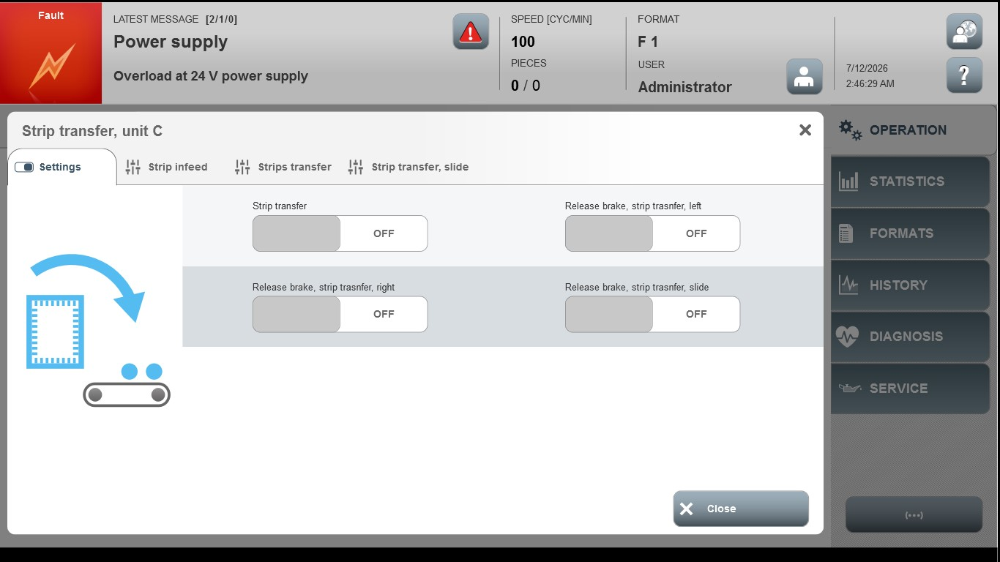 Fault
LATEST MESSAGE [2/1/0]
Power supply
Overload at 24 V power supply
SPEED [CYC/MIN]
100
PIECES
0 / 0
FORMAT
F 1
USER
Administrator
7/12/2026
2:46:29 AM
?
Strip transfer, unit C
Settings
Strip infeed
Strips transfer
Strip transfer, slide
Strip transfer
OFF
Release brake, strip trasnfer, left
OFF
Release brake, strip trasnfer, right
OFF
Release brake, strip trasnfer, slide
OFF
Close
OPERATION
STATISTICS
FORMATS
HISTORY
DIAGNOSIS
SERVICE
(•••)